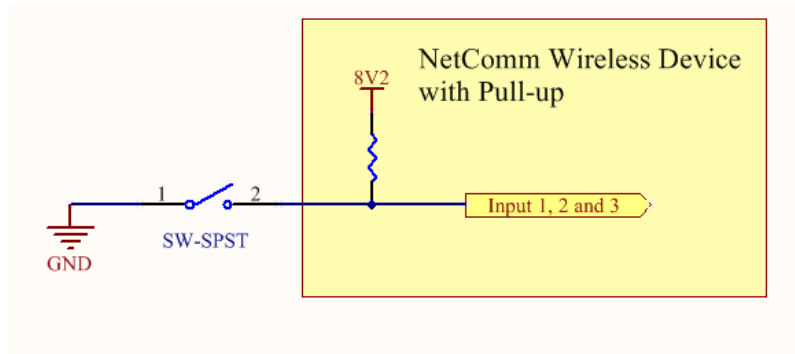 NetComm Wireless Device
with Pull-up
8V2
1
2
Input 1, 2 and 3
SW-SPST
GND